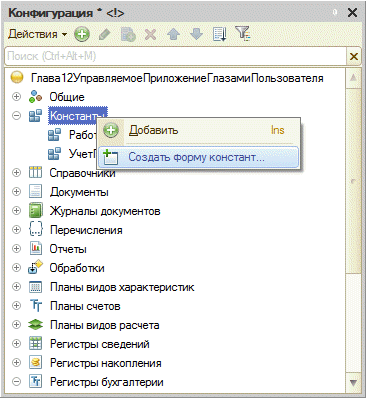 Конфигурация * <!>
Действия
Поиск (Ctrl+Alt+M)
Глава12УправляемоеПриложениеГлазамиПользователя
Общие
Константы
Добавить Ins
Работ
Создать форму констант...
УчетП
Справочники
Документы
Журналы документов
Перечисления
Отчеты
Обработки
Планы видов характеристик
Планы счетов
Планы видов расчета
Регистры сведений
Регистры накопления
Регистры бухгалтерии